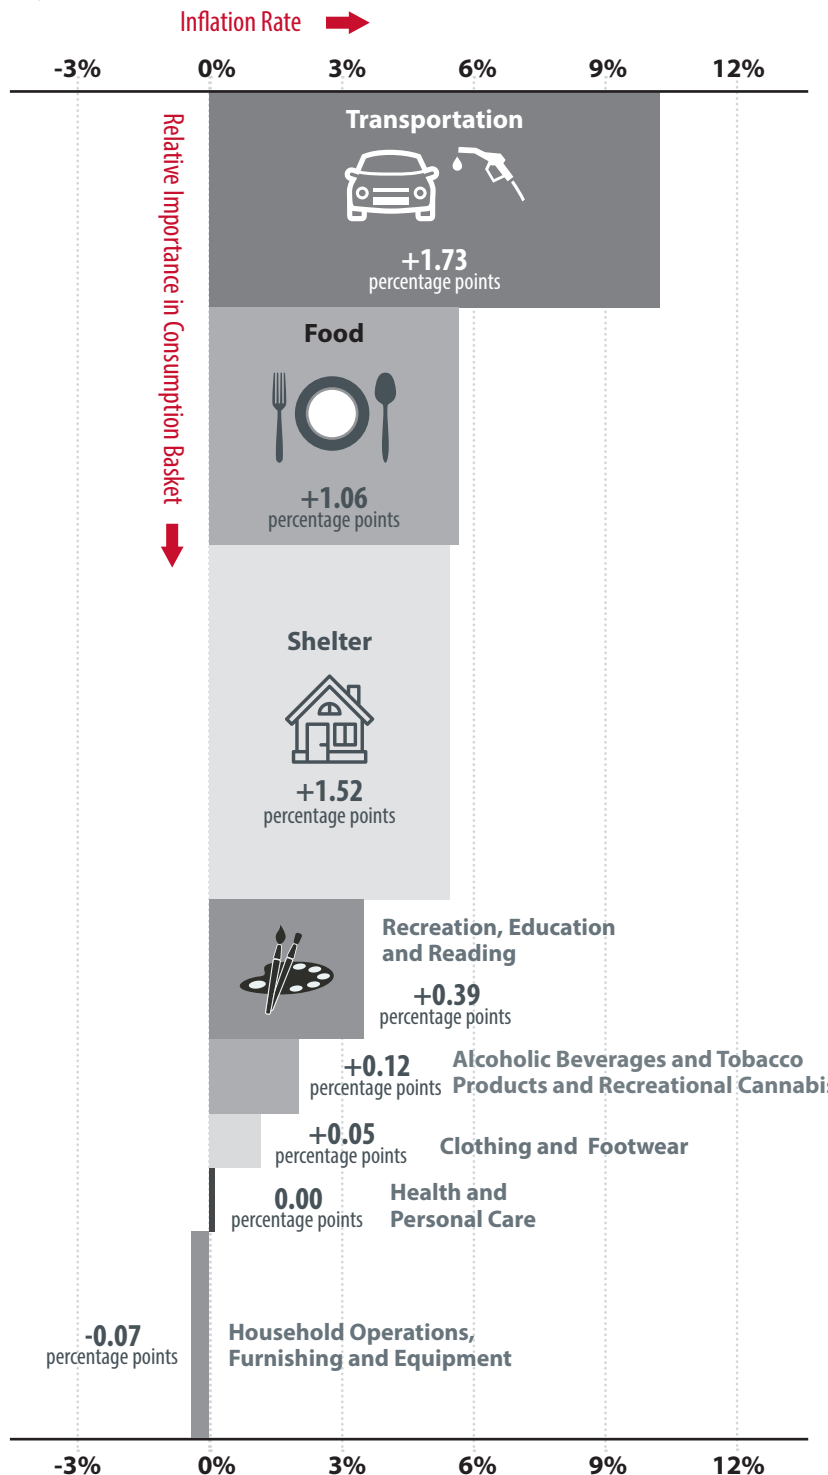 Inflation Rate
-3% 0% 3% 6% 9% 12%
Relative Importance in Consumption Basket
Transportation
+1.73
percentage points
Food
+1.06
percentage points
Shelter
+1.52
percentage points
Recreation, Education
and Reading
+0.39
percentage points
+0.12
percentage points
Alcoholic Beverages and Tobacco
Products and Recreational Cannabis
+0.05
percentage points
Clothing and Footwear
0.00
percentage points
Health and
Personal Care
-0.07
percentage points
Household Operations,
Furnishing and Equipment
-3% 0% 3% 6% 9% 12%